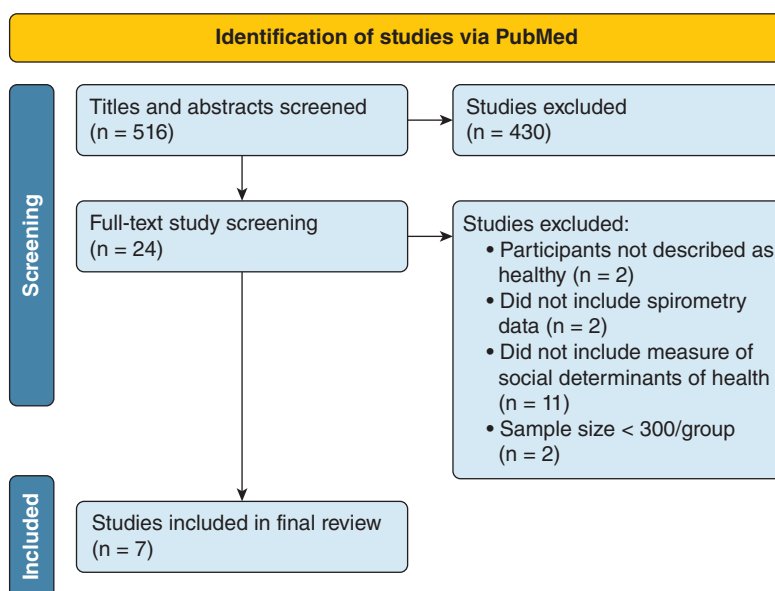 Identification of studies via PubMed
Screening
Titles and abstracts screened
(n = 516)
Studies excluded
(n = 430)
Full-text study screening
(n = 24)
Studies excluded:
• Participants not described as
healthy (n = 2)
• Did not include spirometry
data (n = 2)
• Did not include measure of
social determinants of health
(n = 11)
• Sample size < 300/group
(n = 2)
Included
Studies included in final review
(n = 7)